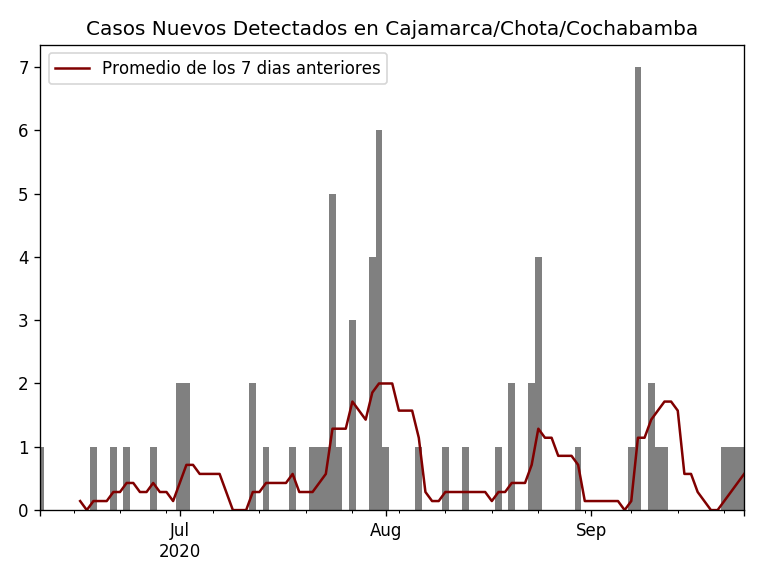 Casos Nuevos Detectados en Cajamarca/Chota/Cochabamba
Promedio de los 7 dias anteriores
7
6
5
4
3
2
1
0
Jul
2020
Aug
Sep